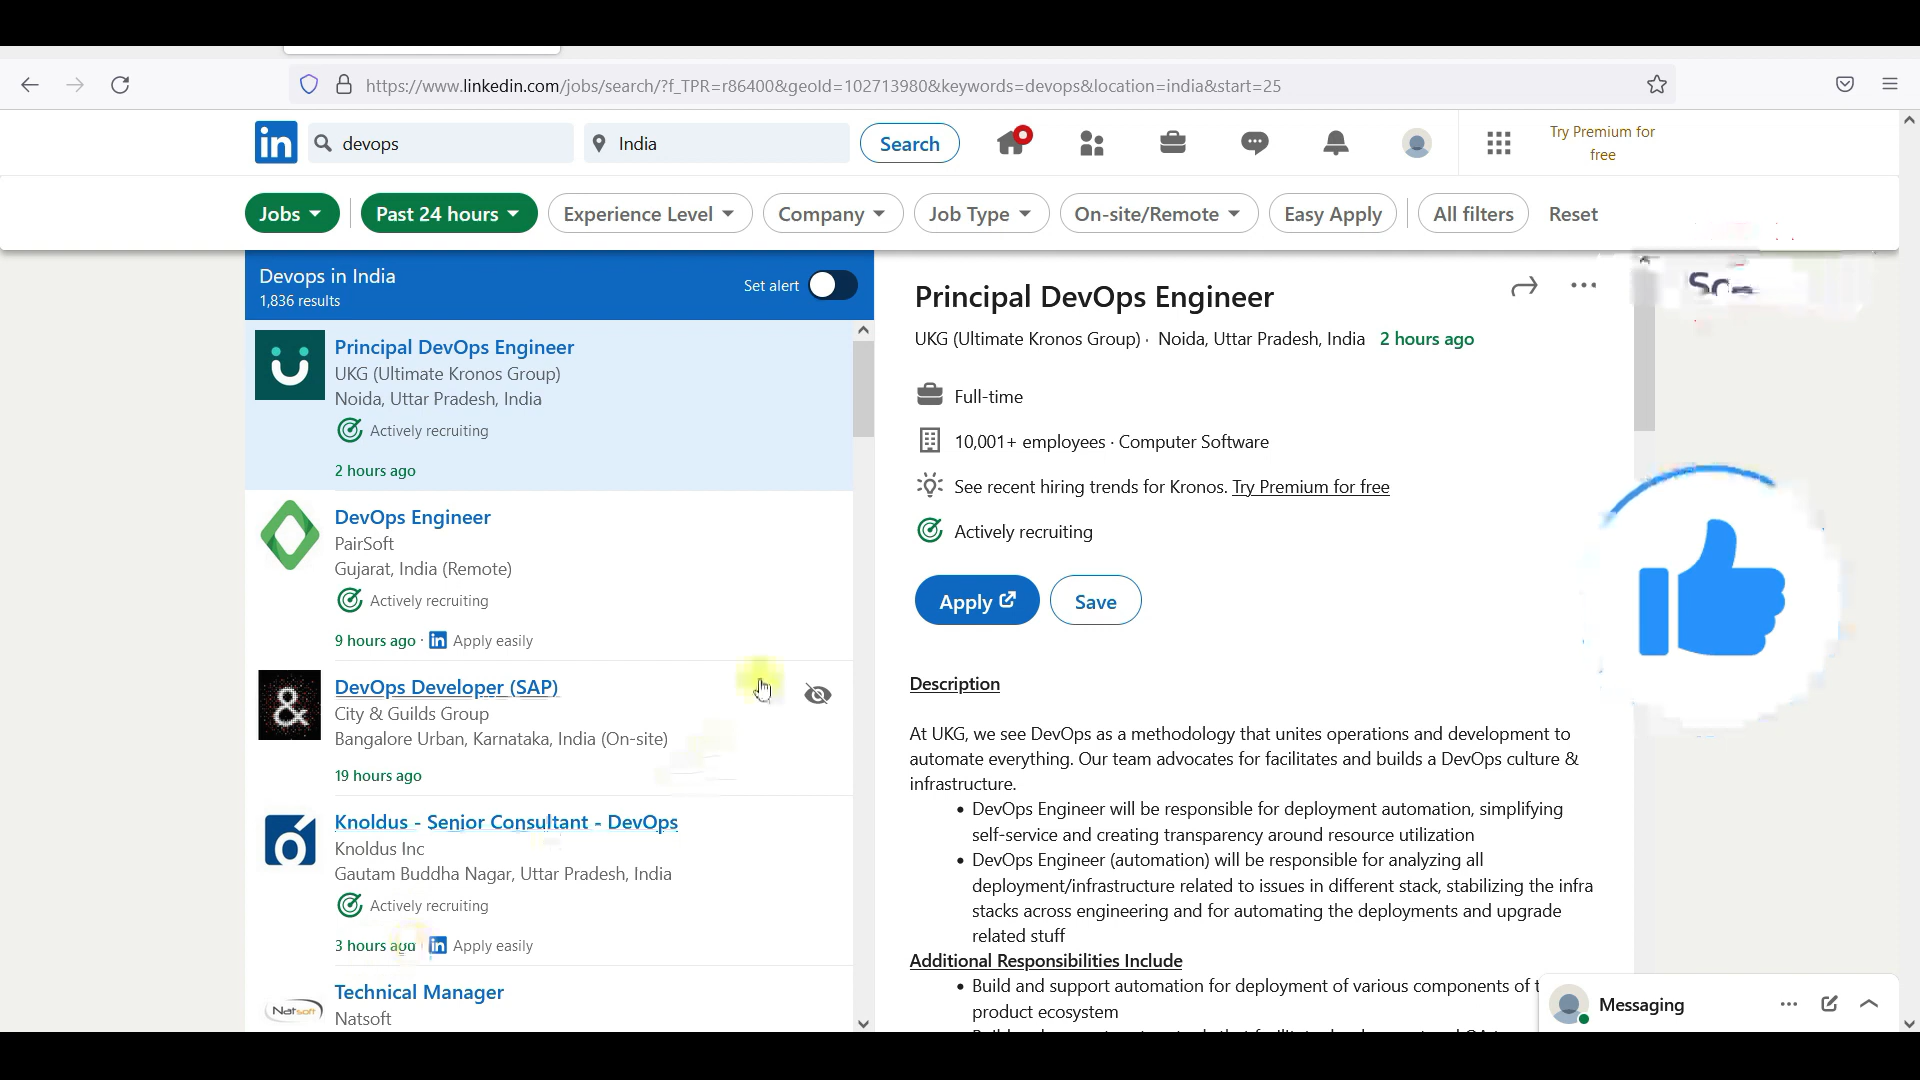 https://www.linkedin.com/jobs/search/?f_TPR=r86400&geoId=102713980&keywords=devops&location=india&start=25
in
devops
India
Search
Try Premium for
free
Jobs
Past 24 hours
Experience Level
Company
Job Type
On-site/Remote
Easy Apply
All filters
Reset
Devops in India
1,836 results
Set alert
Principal DevOps Engineer
UKG (Ultimate Kronos Group)
Noida, Uttar Pradesh, India
Actively recruiting
2 hours ago
DevOps Engineer
PairSoft
Gujarat, India (Remote)
Actively recruiting
9 hours ago · in Apply easily
&
DevOps Developer (SAP)
City & Guilds Group
Bangalore Urban, Karnataka, India (On-site)
19 hours ago
Knoldus - Senior Consultant - DevOps
Knoldus Inc
Gautam Buddha Nagar, Uttar Pradesh, India
Actively recruiting
3 hours ago in Apply easily
Natsoft
Technical Manager
Natsoft
Principal DevOps Engineer
UKG (Ultimate Kronos Group) · Noida, Uttar Pradesh, India 2 hours ago
Full-time
10,001+ employees · Computer Software
See recent hiring trends for Kronos. Try Premium for free
Actively recruiting
Apply
Save
Description
At UKG, we see DevOps as a methodology that unites operations and development to
automate everything. Our team advocates for facilitates and builds a DevOps culture &
infrastructure.
• DevOps Engineer will be responsible for deployment automation, simplifying
self-service and creating transparency around resource utilization
• DevOps Engineer (automation) will be responsible for analyzing all
deployment/infrastructure related to issues in different stack, stabilizing the infra
stacks across engineering and for automating the deployments and upgrade
related stuff
Additional Responsibilities Include
• Build and support automation for deployment of various components of
product ecosystem
Messaging